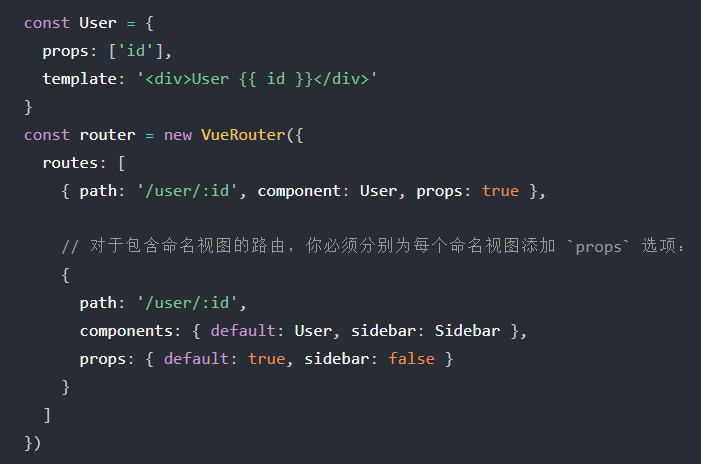 const User = {
  props: ['id'],
  template: '<div>User {{ id }}</div>'
}
const router = new VueRouter({
  routes: [
    { path: '/user/:id', component: User, props: true },

    // 对于包含命名视图的路由，你必须分别为每个命名视图添加 `props` 选项：
    {
      path: '/user/:id',
      components: { default: User, sidebar: Sidebar },
      props: { default: true, sidebar: false }
    }
  ]
})